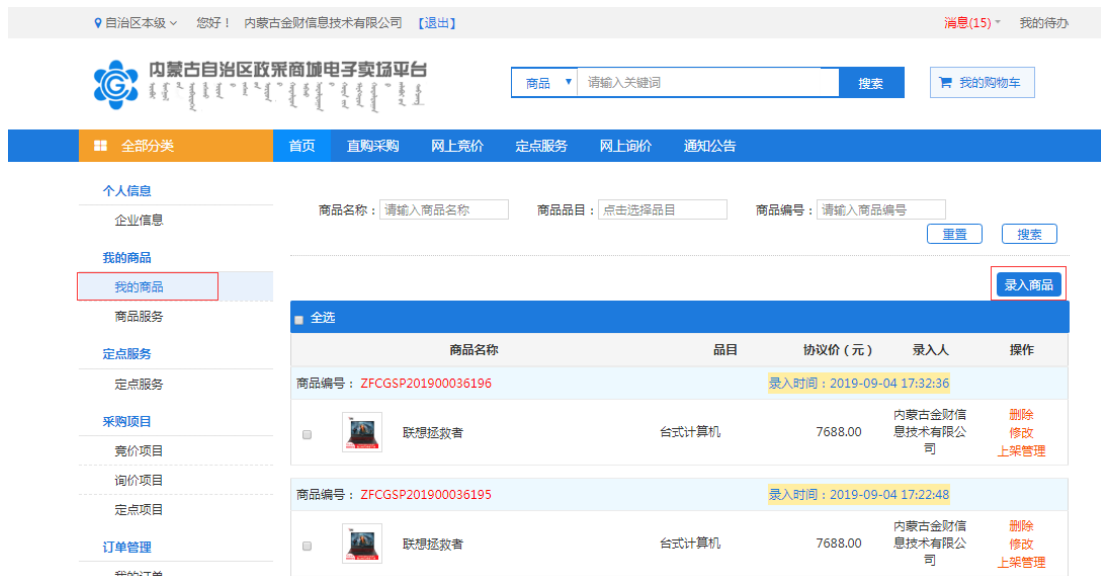 自治区本级 您好！ 内蒙古金财信息技术有限公司 【退出】 消息(15) 我的待办
内蒙古自治区政采商城电子卖场平台
商品 请输入关键词 搜索 我的购物车
全部分类 首页 直购采购 网上竞价 定点服务 网上询价 通知公告
个人信息
企业信息
我的商品
我的商品
商品服务
定点服务
定点服务
采购项目
竞价项目
询价项目
定点项目
订单管理
我的订单
商品名称： 请输入商品名称 商品品目： 点击选择品目 商品编号： 请输入商品编号
重置 搜索
录入商品
全选
商品名称 品目 协议价（元） 录入人 操作
商品编号： ZFCGSP201900036196 录入时间：2019-09-04 17:32:36
联想拯救者 台式计算机 7688.00 内蒙古金财信息技术有限公司 删除
修改
上架管理
商品编号： ZFCGSP201900036195 录入时间：2019-09-04 17:22:48
联想拯救者 台式计算机 7688.00 内蒙古金财信息技术有限公司 删除
修改
上架管理